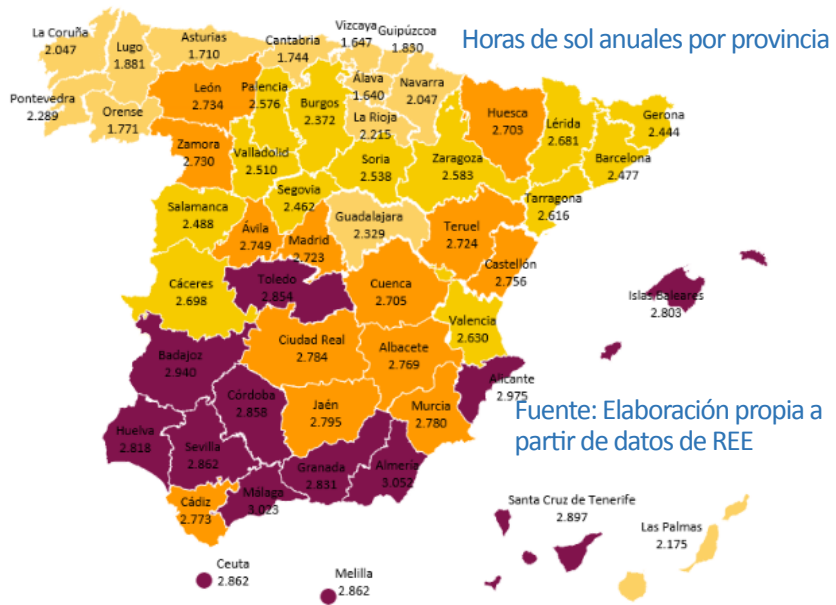 Horas de sol anuales por provincia
La Coruña
2.047
Lugo
1.881
Asturias
1.710
Cantabria
1.744
Vizcaya
1.647
Guipúzcoa
1.830
Pontevedra
2.289
Orense
1.771
León
2.734
Palencia
2.576
Burgos
2.372
Álava
1.640
Navarra
2.047
La Rioja
2.215
Huesca
2.703
Lérida
2.681
Gerona
2.444
Barcelona
2.477
Zamora
2.730
Valladolid
2.510
Soria
2.538
Zaragoza
2.583
Tarragona
2.616
Segovia
2.462
Salamanca
2.488
Ávila
2.749
Madrid
2.723
Guadalajara
2.329
Teruel
2.724
Castellón
2.756
Cáceres
2.698
Toledo
2.854
Cuenca
2.705
Valencia
2.630
Islas Baleares
2.803
Badajoz
2.940
Ciudad Real
2.784
Albacete
2.769
Alicante
2.975
Córdoba
2.858
Jaén
2.795
Murcia
2.780
Huelva
2.818
Sevilla
2.862
Granada
2.831
Almería
3.052
Cádiz
2.773
Málaga
3.023
Fuente: Elaboración propia a
partir de datos de REE
Santa Cruz de Tenerife
2.897
Las Palmas
2.175
Ceuta
2.862
Melilla
2.862